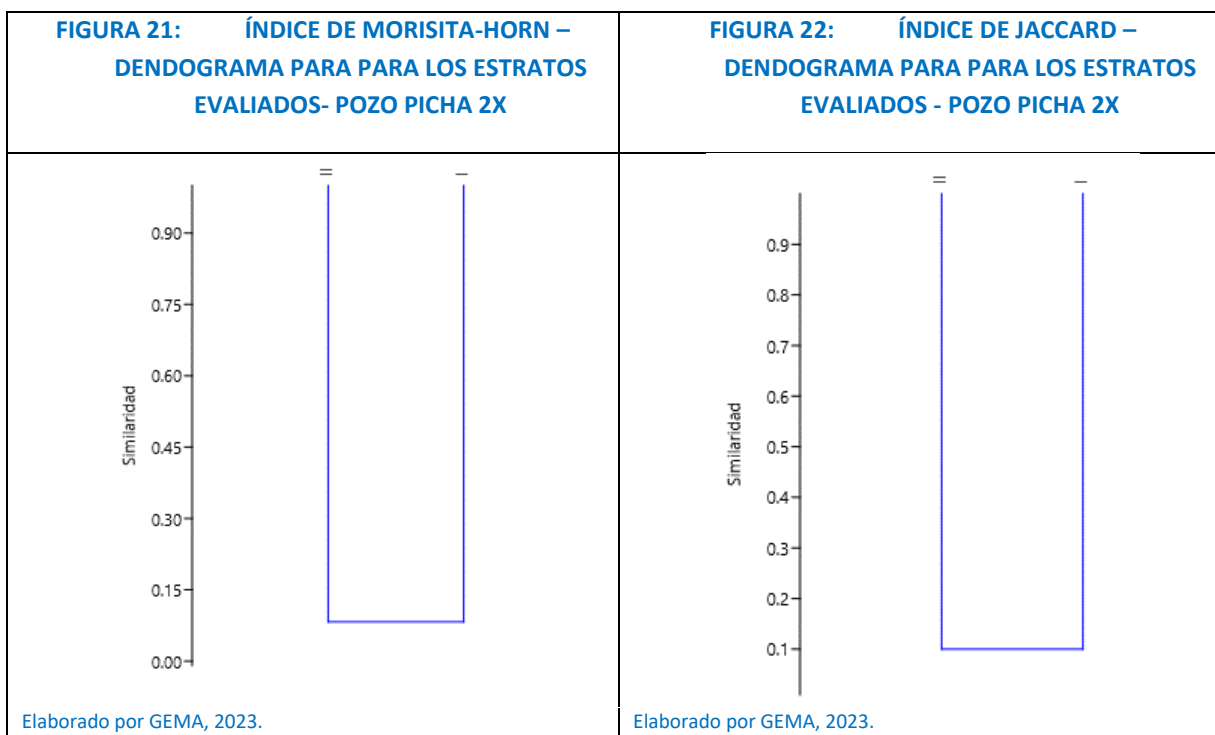 FIGURA 21: ÍNDICE DE MORISITA-HORN –
DENDOGRAMA PARA PARA LOS ESTRATOS
EVALIADOS- POZO PICHA 2X
FIGURA 22: ÍNDICE DE JACCARD –
DENDOGRAMA PARA PARA LOS ESTRATOS
EVALIADOS - POZO PICHA 2X
II
I
0.90
0.75
0.60
0.45
0.30
0.15
0.00
Similaridad
Elaborado por GEMA, 2023.
II
I
0.9
0.8
0.7
0.6
0.5
0.4
0.3
0.2
0.1
Similaridad
Elaborado por GEMA, 2023.